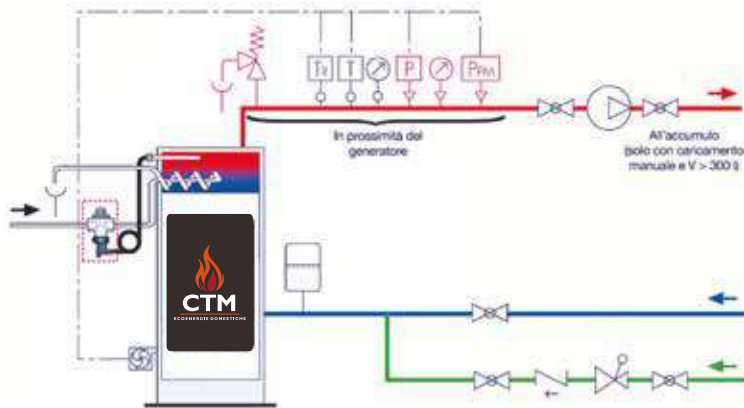 TR T P PPM
In prossimità del
generatore
All'accumulo
(solo con caricamento
manuale e V > 300 l)
CTM
ECOENERGIE DOMESTICHE